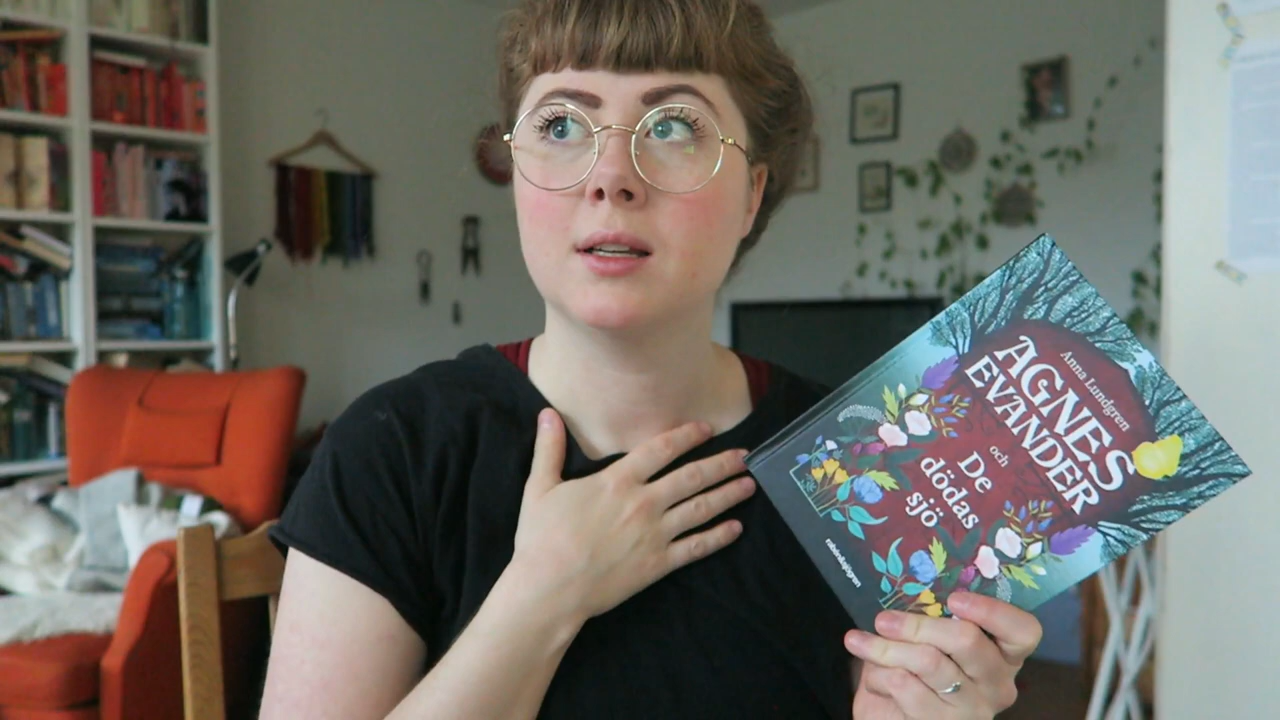 Anna Lundgren
AGNES
EVANDER
och
De
dödas
sjö
rabén&sjögren